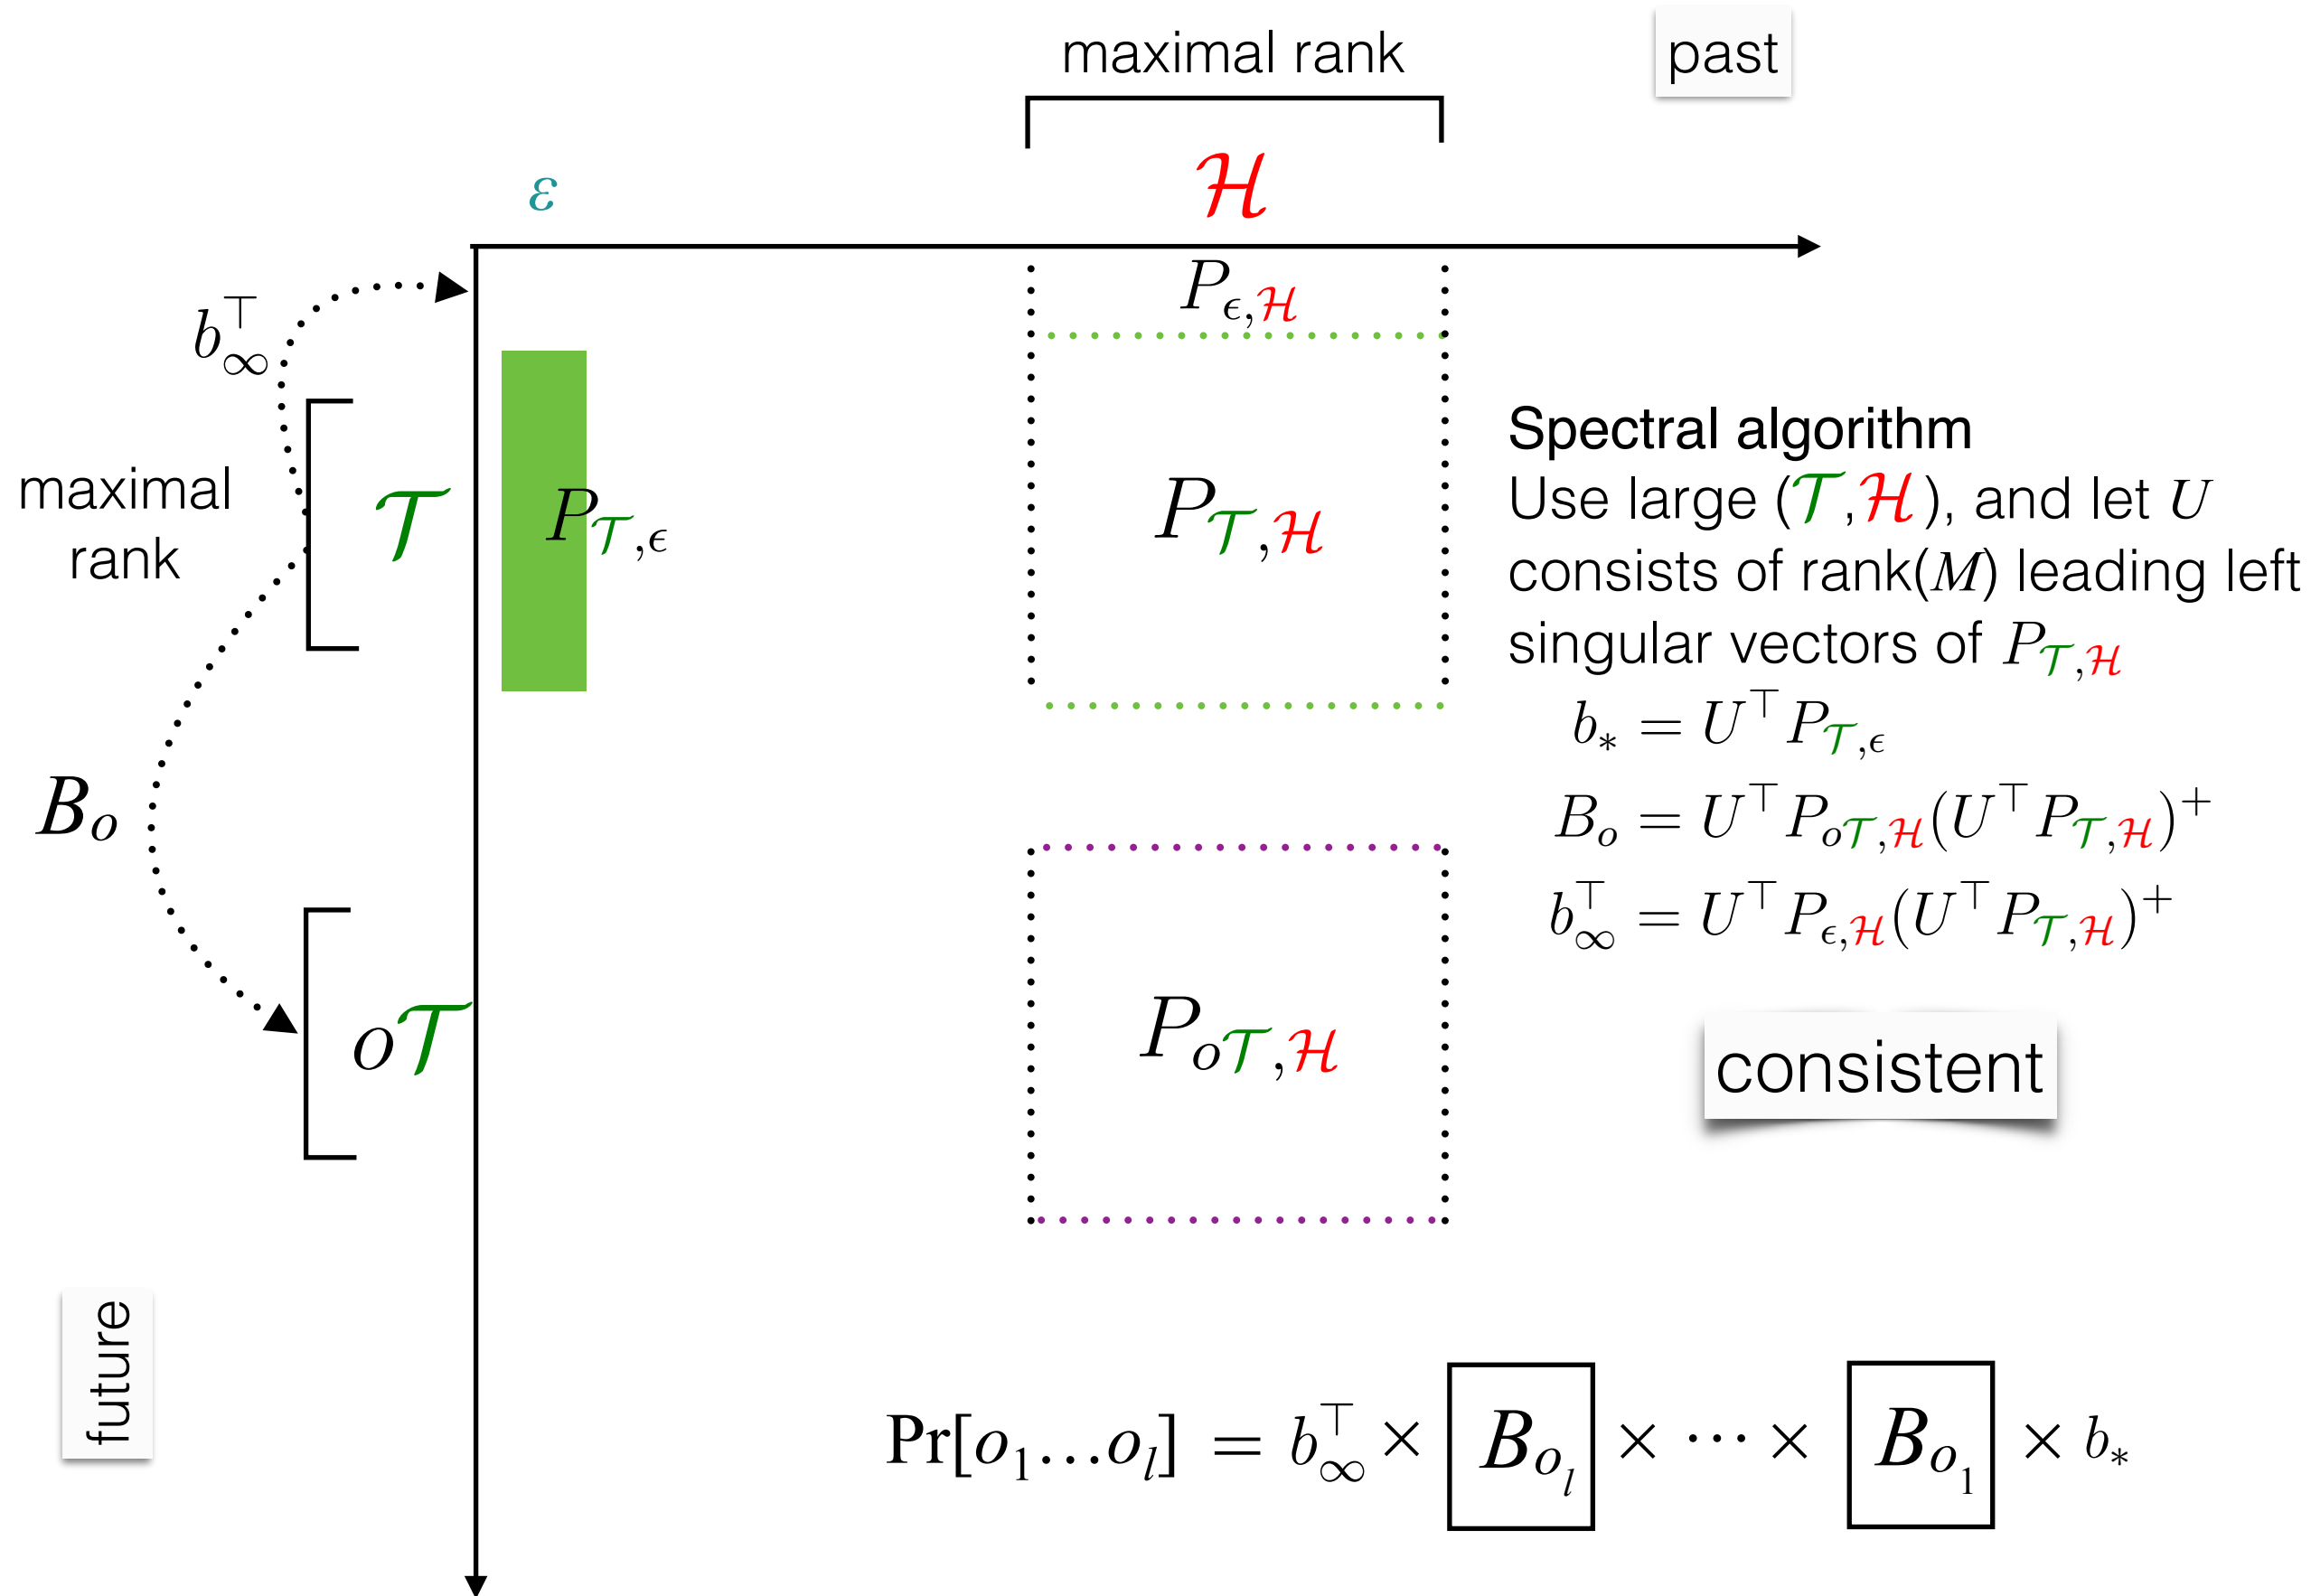 maximal rank
past
ε
ℋ
b_∞^⊤
P_{ϵ,ℋ}
maximal
rank
𝒯
P_{𝒯,ϵ}
P_{𝒯,ℋ}
Spectral algorithm
Use large (𝒯,ℋ), and let U
consists of rank(M) leading left
singular vectors of P_{𝒯,ℋ}
b_* = U^⊤ P_{𝒯,ϵ}
B_o = U^⊤ P_{o𝒯,ℋ}(U^⊤ P_{𝒯,ℋ})^+
b_∞^⊤ = U^⊤ P_{ϵ,ℋ}(U^⊤ P_{𝒯,ℋ})^+
B_o
o𝒯
P_{o𝒯,ℋ}
consistent
future
Pr[o_1…o_l] = b_∞^⊤ × B_{o_l} × ⋯ × B_{o_1} × b_*